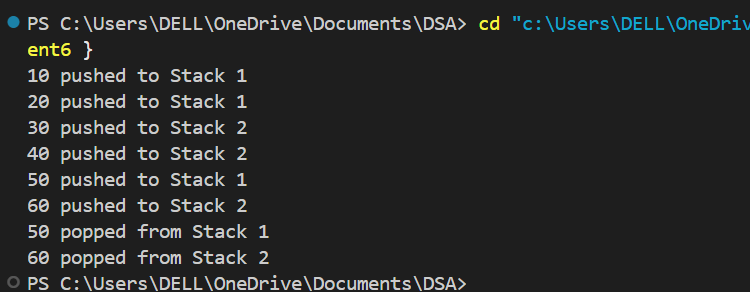 PS C:\Users\DELL\OneDrive\Documents\DSA> cd "c:\Users\DELL\OneDriv
ent6 }
10 pushed to Stack 1
20 pushed to Stack 1
30 pushed to Stack 2
40 pushed to Stack 2
50 pushed to Stack 1
60 pushed to Stack 2
50 popped from Stack 1
60 popped from Stack 2
PS C:\Users\DELL\OneDrive\Documents\DSA>